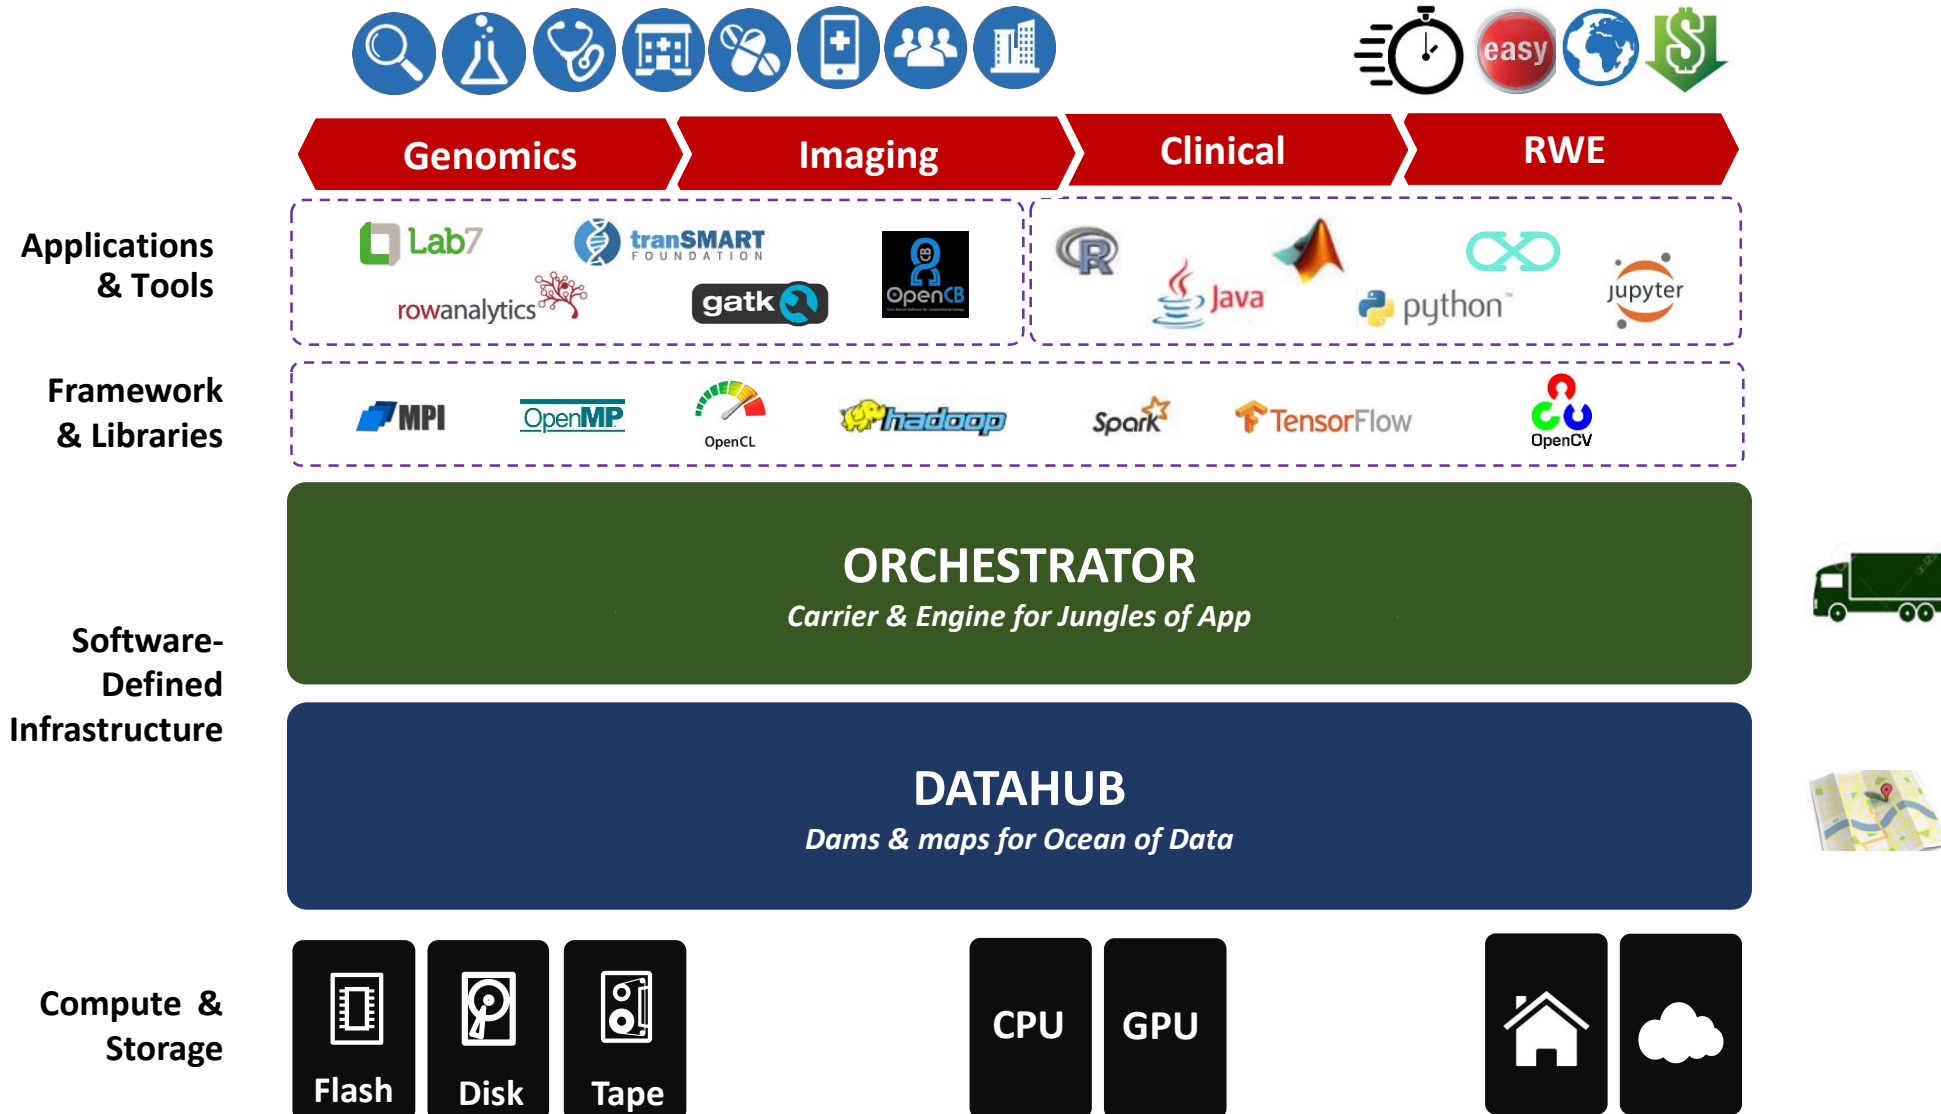 easy
Genomics
Imaging
Clinical
RWE
Applications
& Tools
Lab7
tranSMART
FOUNDATION
rowanalytics
gatk
OpenCB
R
Java
python™
jupyter
Framework
& Libraries
MPI
OpenMP
OpenCL
hadoop
Spark
TensorFlow
OpenCV
Software-
Defined
Infrastructure
ORCHESTRATOR
Carrier & Engine for Jungles of App
DATAHUB
Dams & maps for Ocean of Data
Compute &
Storage
Flash
Disk
Tape
CPU
GPU